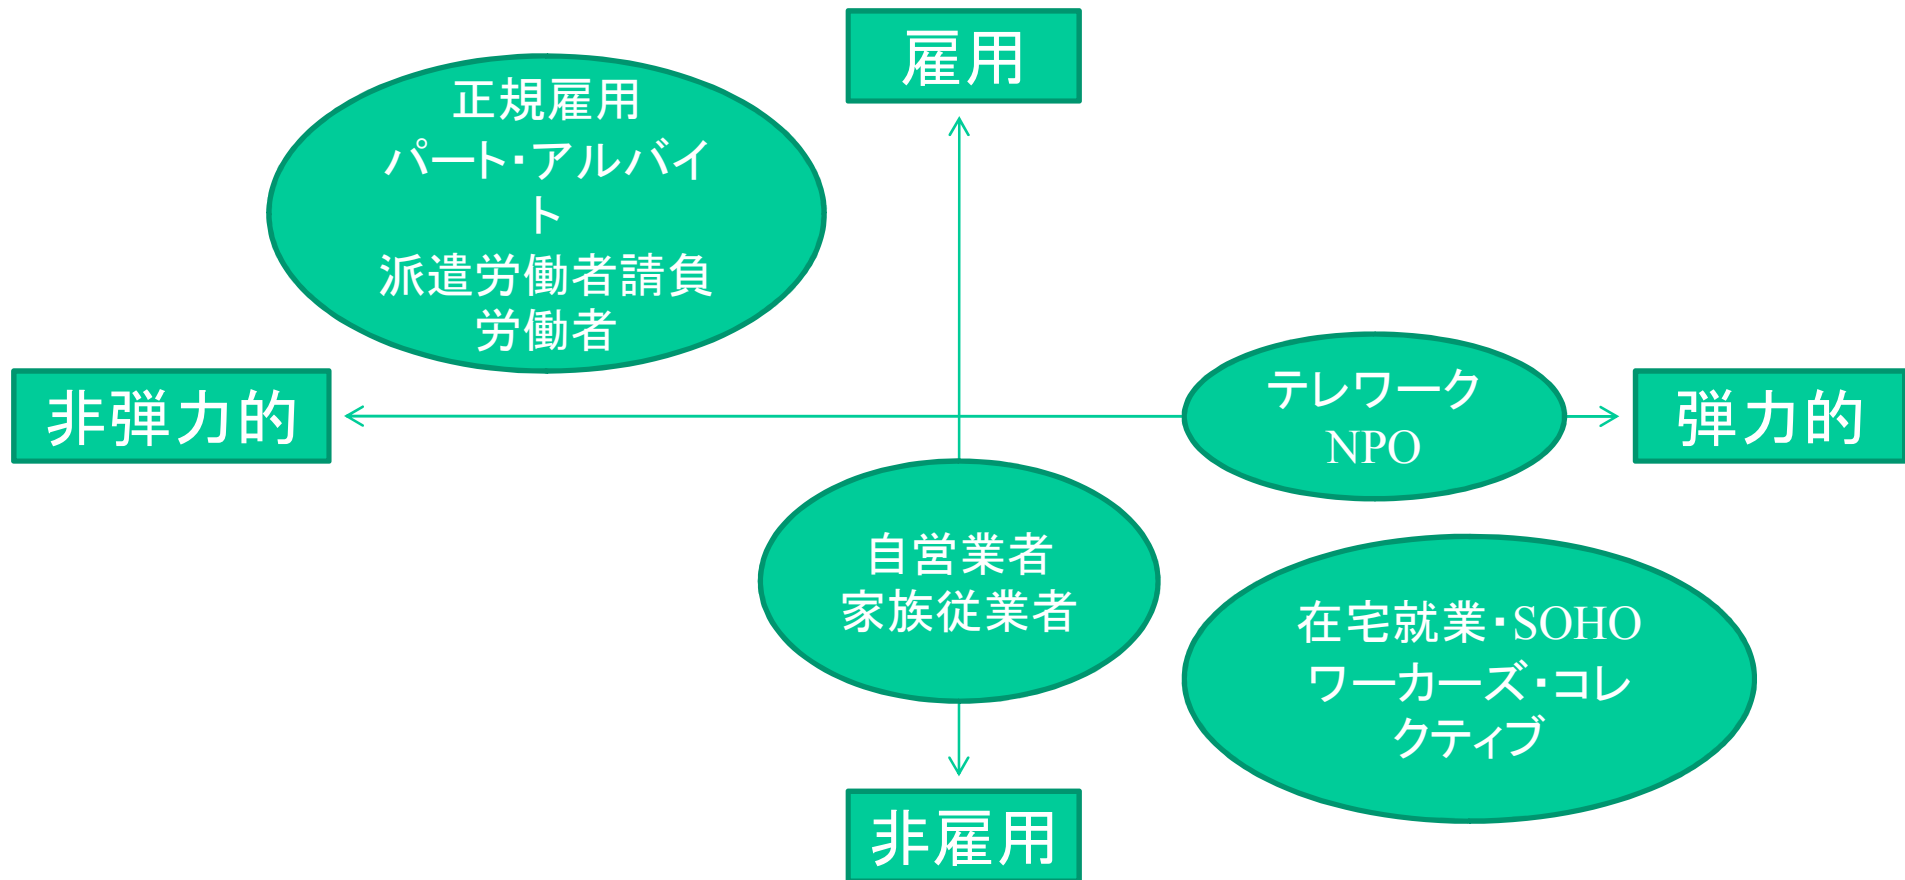 雇用
正規雇用
パート・アルバイ
ト
派遣労働者請負
労働者
非弾力的
テレワーク
NPO
弾力的
自営業者
家族従業者
在宅就業・SOHO
ワーカーズ・コレ
クティブ
非雇用